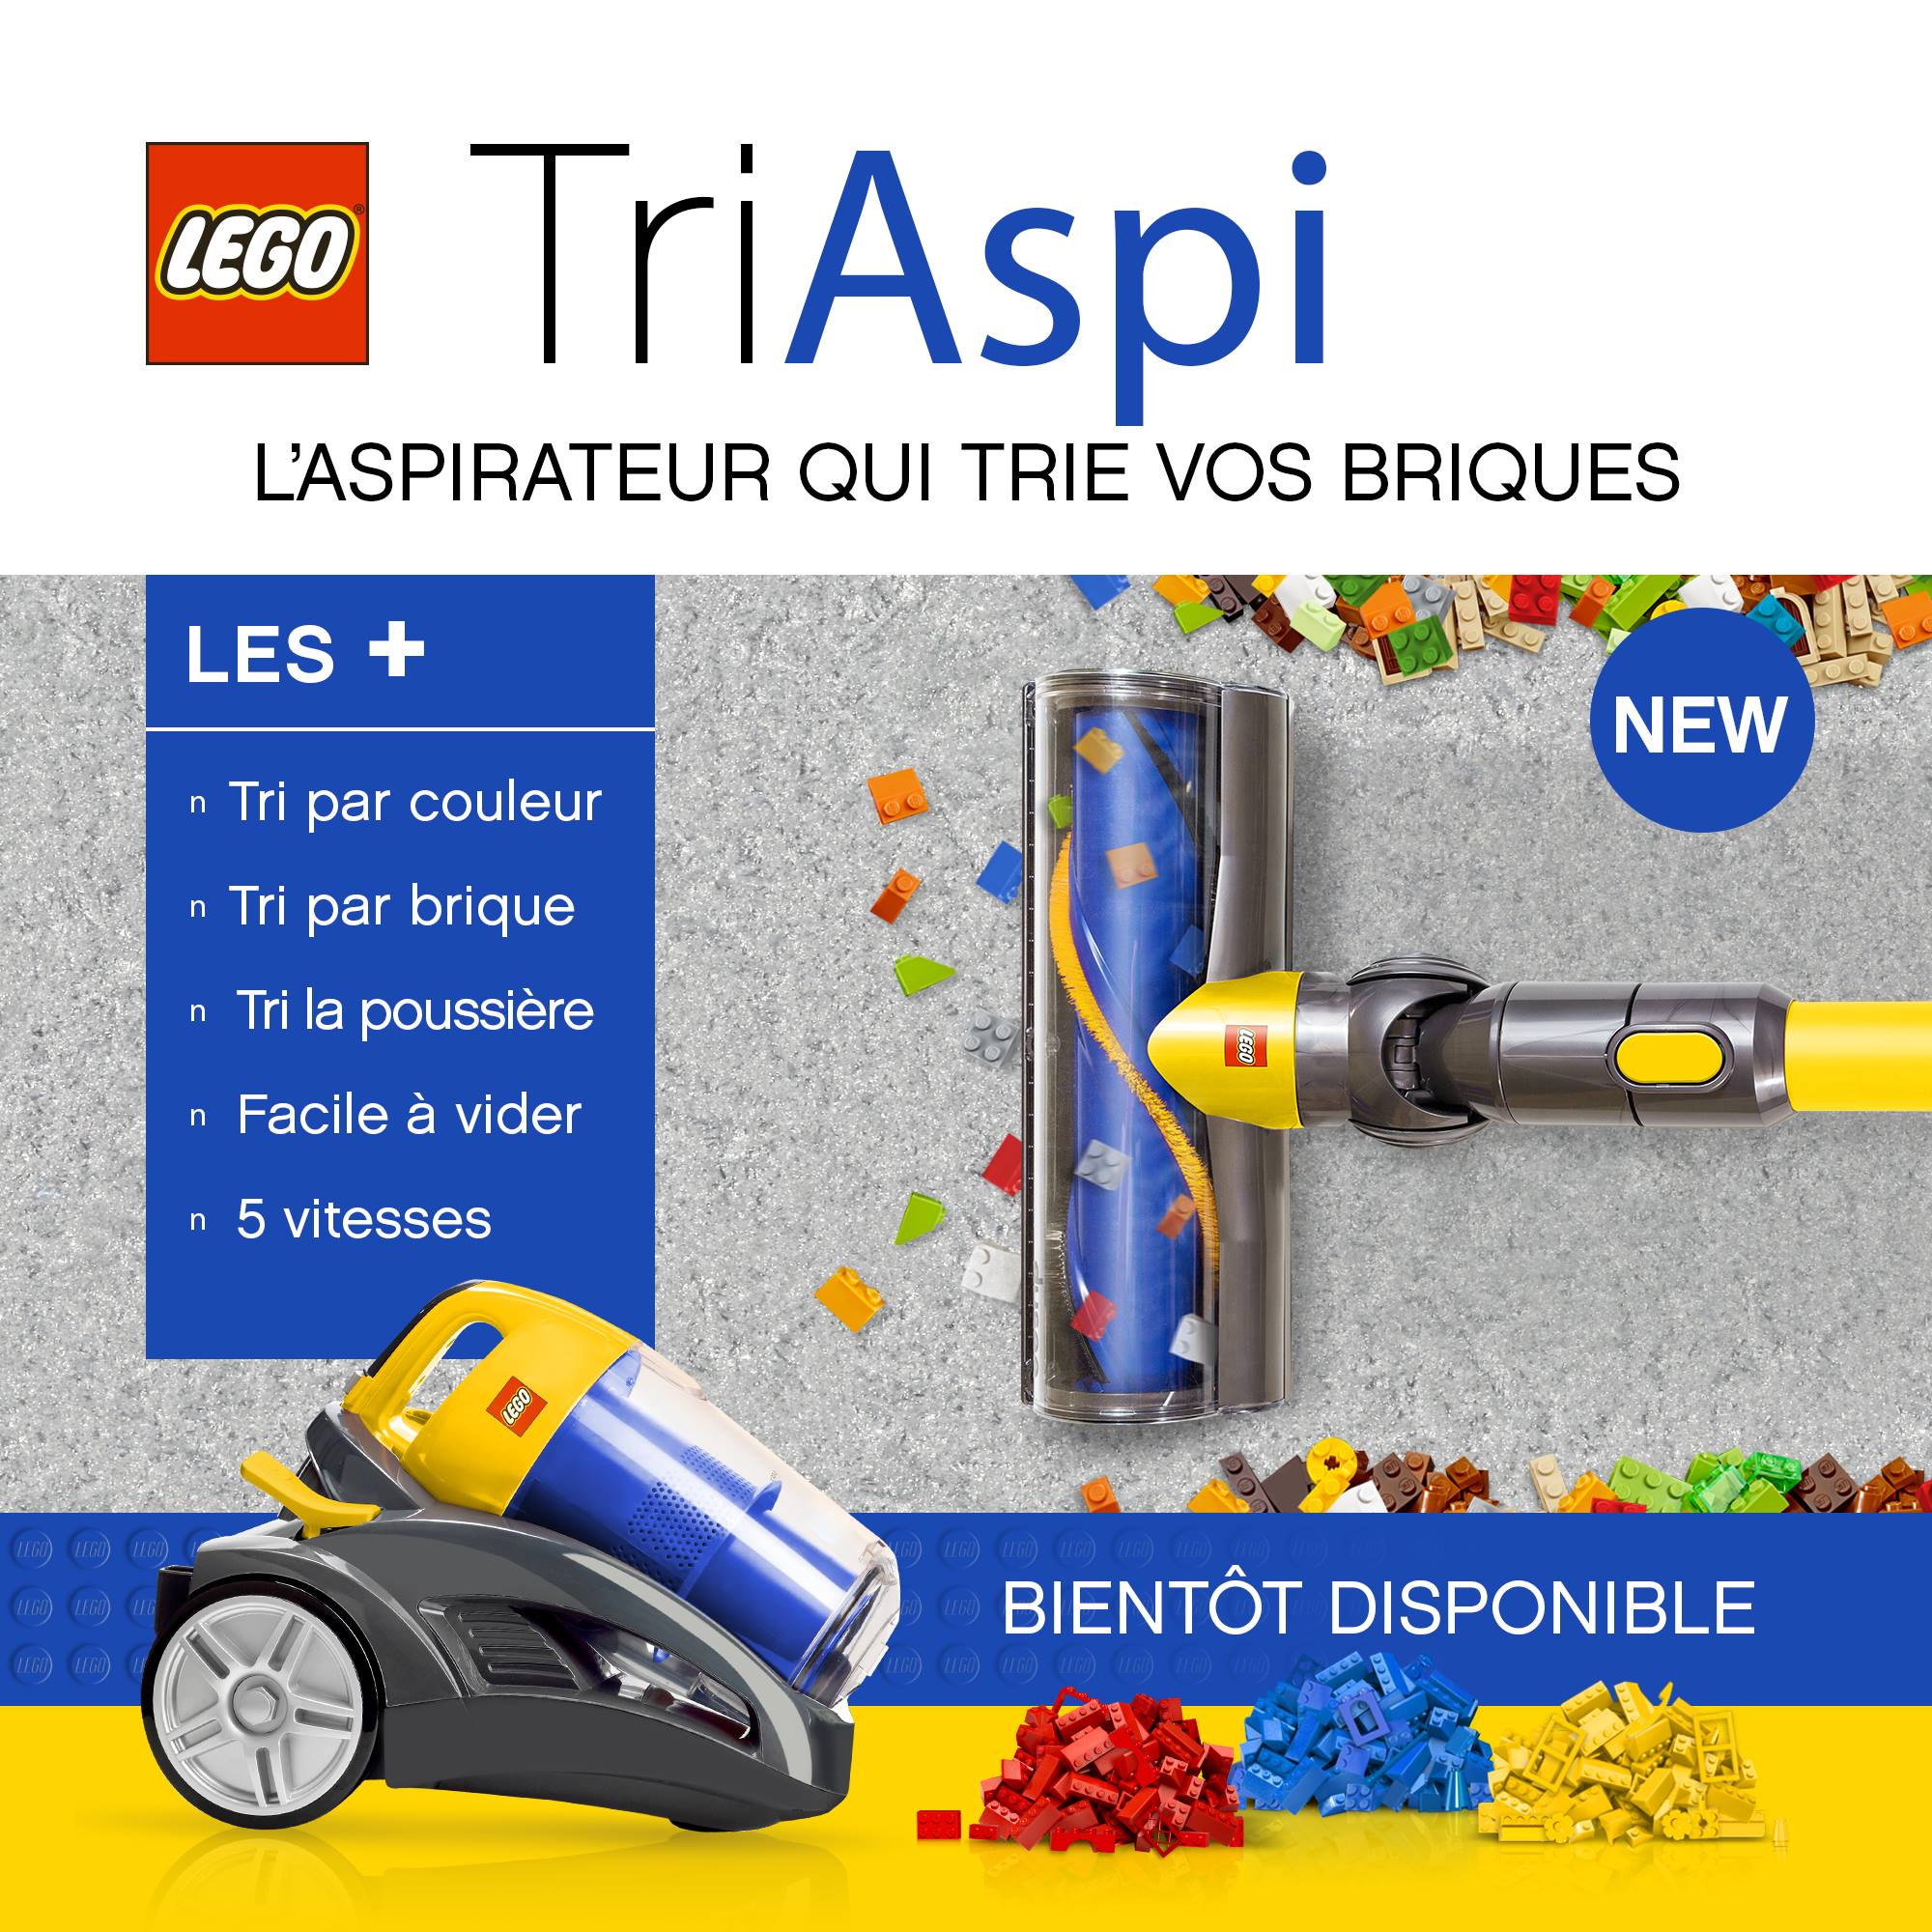 LEGO®
TriAspi
L'ASPIRATEUR QUI TRIE VOS BRIQUES
LES +
n Tri par couleur
n Tri par brique
n Tri la poussière
n Facile à vider
n 5 vitesses
NEW
LEGO
LEGO
BIENTÔT DISPONIBLE